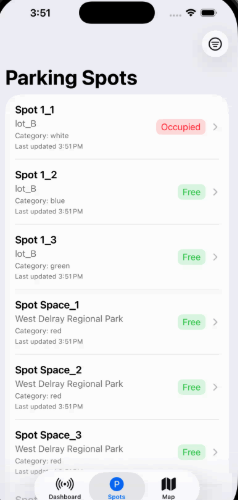 3:51
Parking Spots
Spot 1_1
lot_B
Category: white
Last updated 3:51 PM
Occupied
Spot 1_2
lot_B
Category: blue
Last updated 3:51 PM
Free
Spot 1_3
lot_B
Category: green
Last updated 3:51 PM
Free
Spot Space_1
West Delray Regional Park
Category: red
Last updated 3:51 PM
Free
Spot Space_2
West Delray Regional Park
Category: red
Last updated 3:51 PM
Free
Spot Space_3
West Delray Regional Park
Category: red
Free
P
Dashboard
Spots
Map